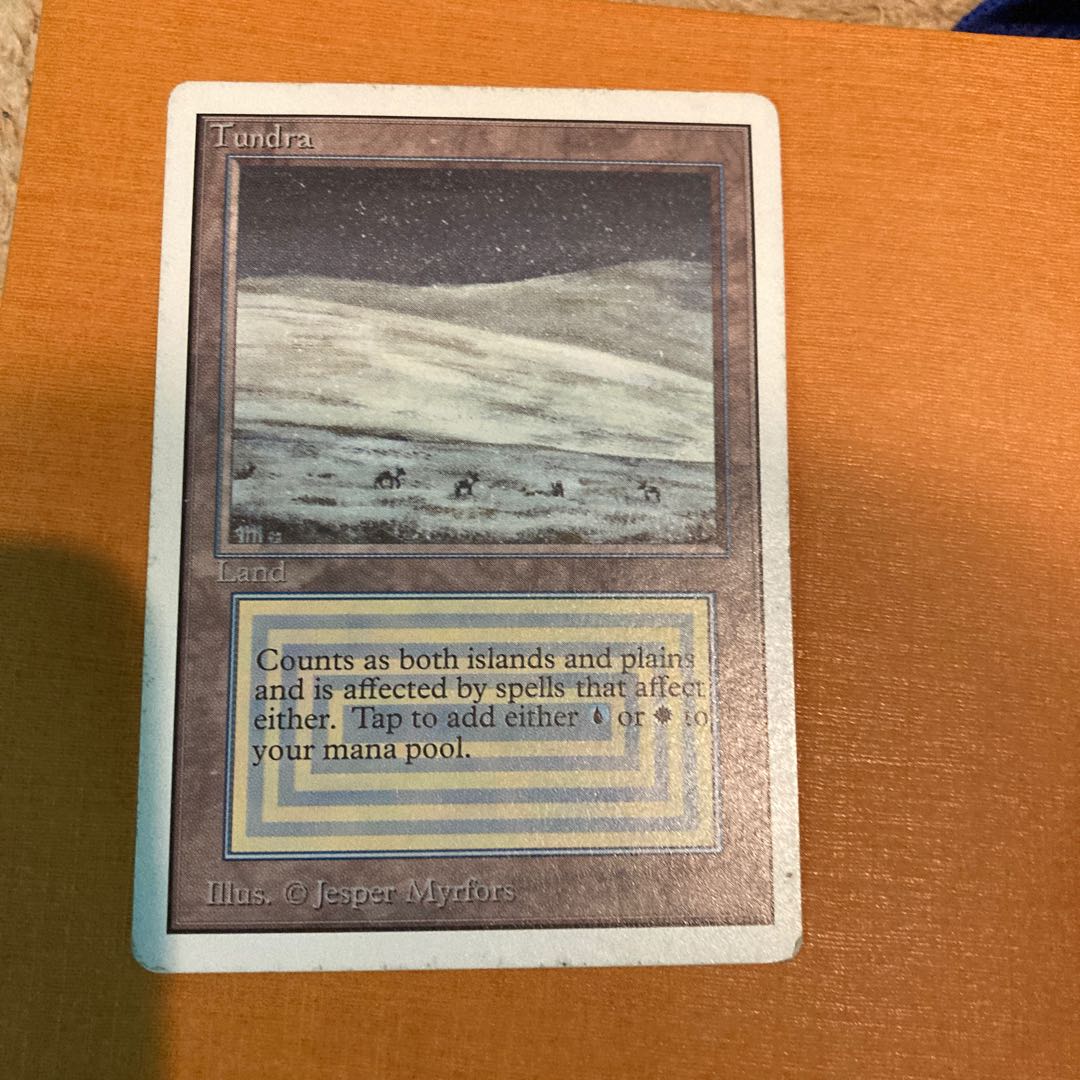 Tundra
Land
Counts as both islands and plains
and is affected by spells that affect
either. Tap to add either or to
your mana pool.
Illus. © Jesper Myrfors